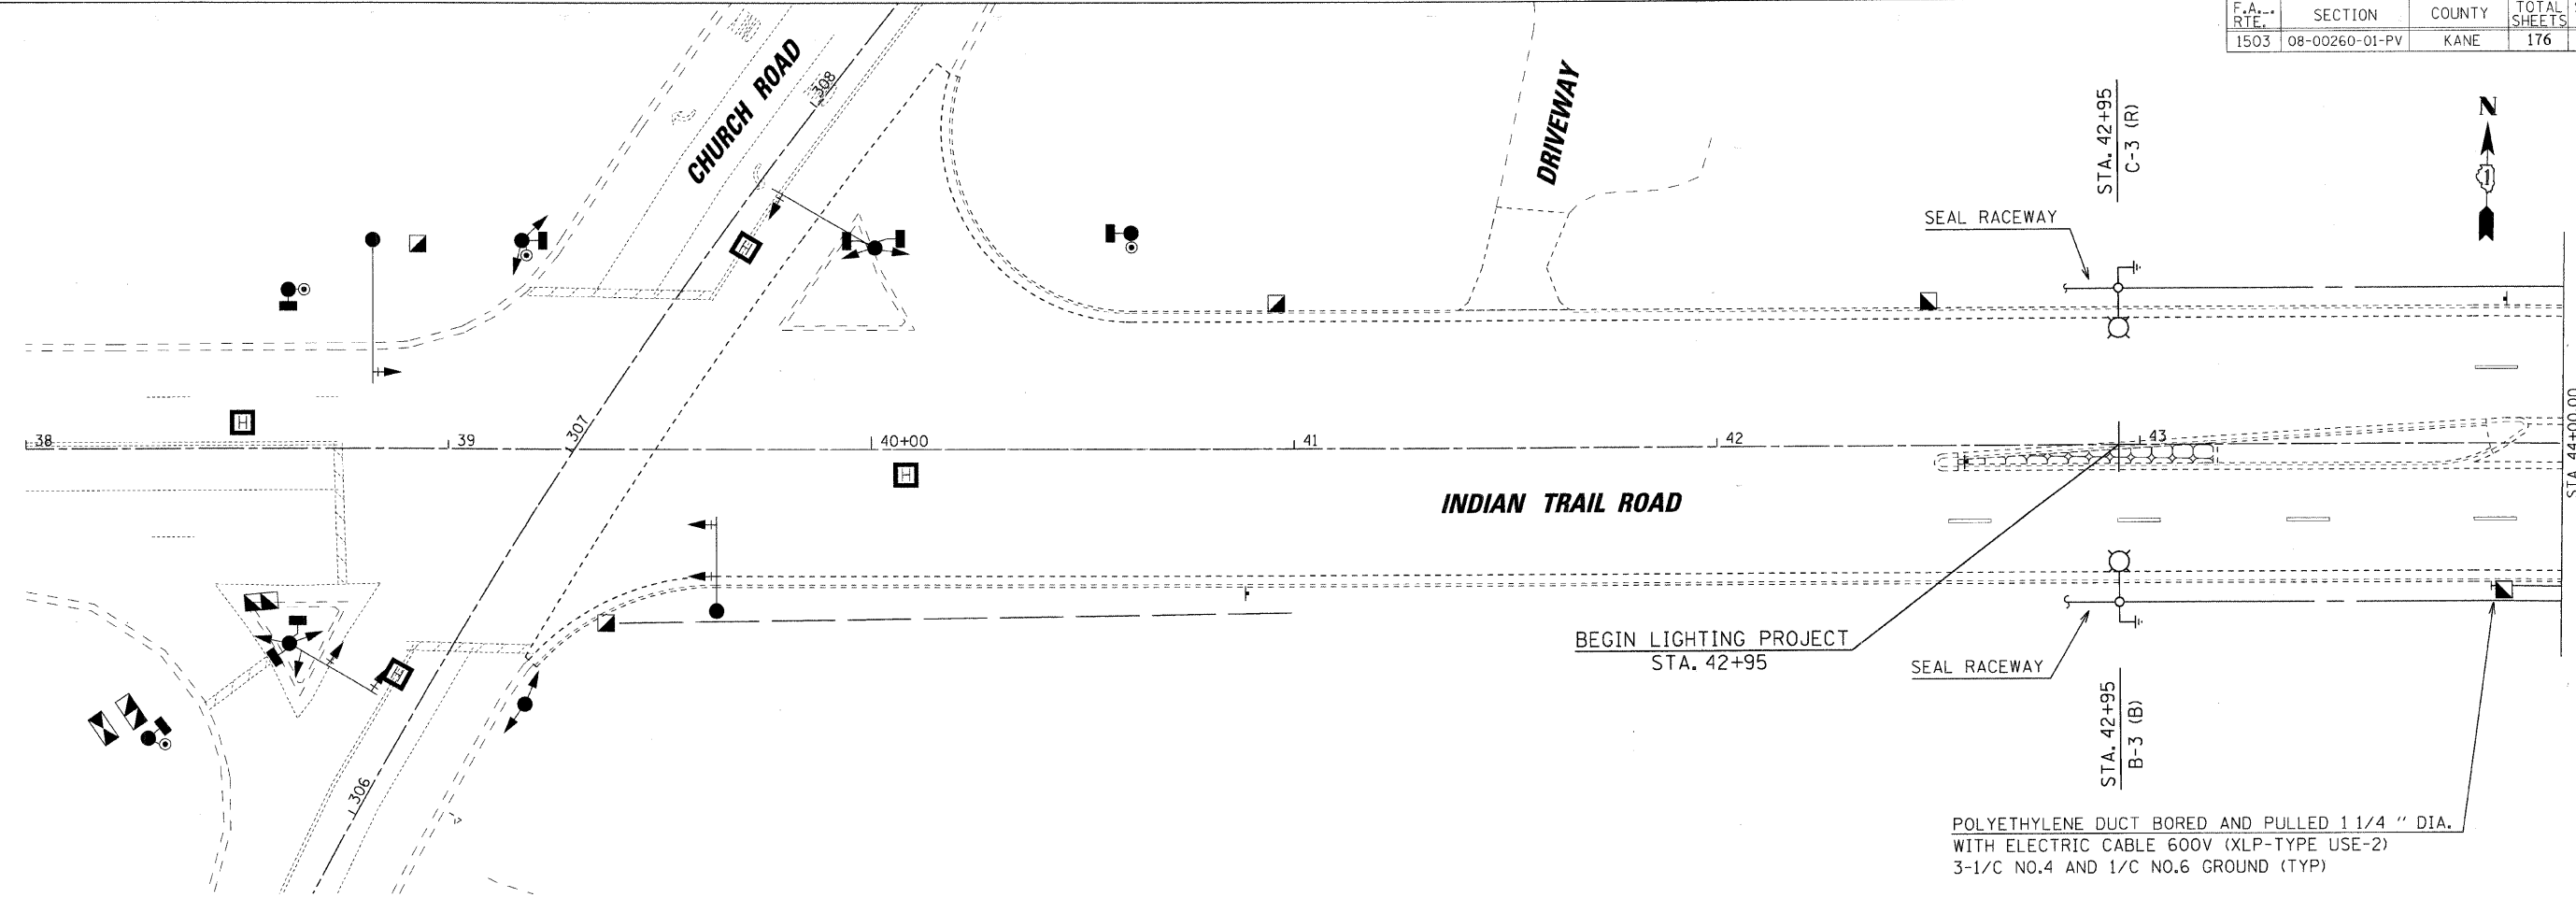 F.A.-. RTE. SECTION COUNTY TOTAL SHEETS
1503 08-00260-01-PV KANE 176
CHURCH ROAD
308
DRIVEWAY
STA. 42+95
C-3 (R)
N
1
SEAL RACEWAY
H
H
38 39 307 40+00 41 42 43
H
STA. 44+00.00
INDIAN TRAIL ROAD
BEGIN LIGHTING PROJECT
STA. 42+95
SEAL RACEWAY
H
STA. 42+95
B-3 (B)
306
POLYETHYLENE DUCT BORED AND PULLED 1 1/4 " DIA.
WITH ELECTRIC CABLE 600V (XLP-TYPE USE-2)
3-1/C NO.4 AND 1/C NO.6 GROUND (TYP)